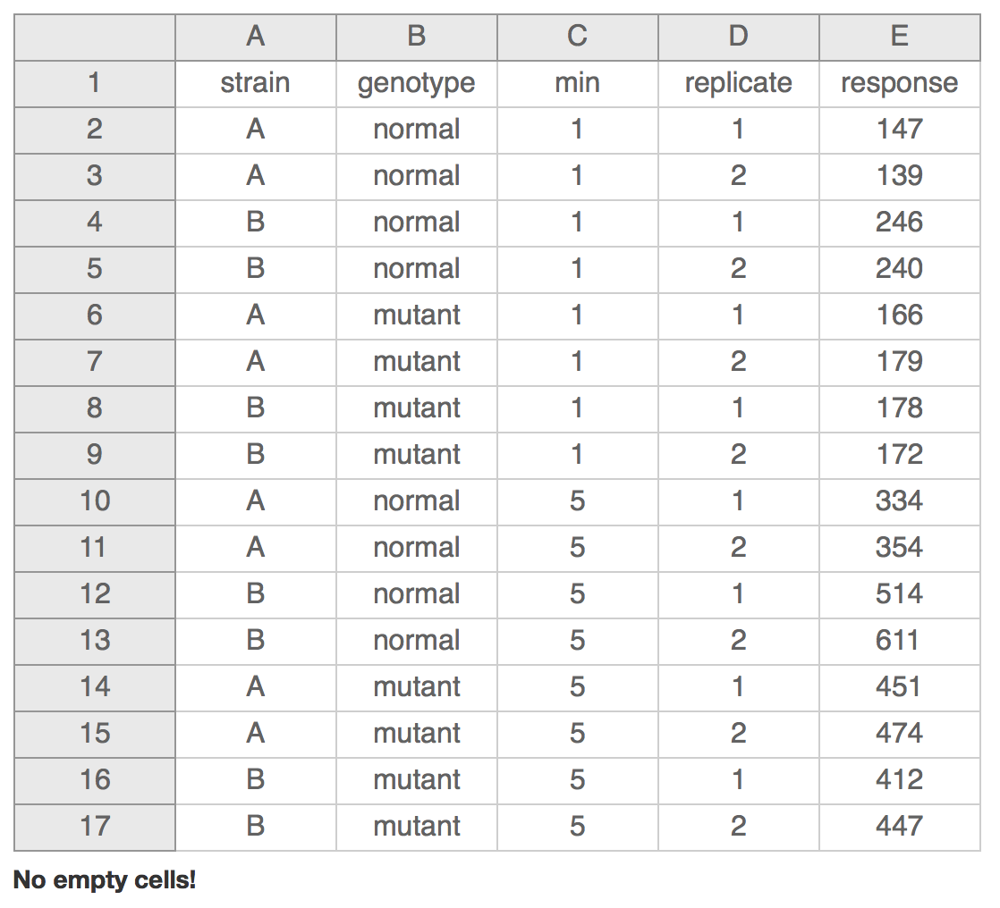 A B C D E
1 strain genotype min replicate response
2 A normal 1 1 147
3 A normal 1 2 139
4 B normal 1 1 246
5 B normal 1 2 240
6 A mutant 1 1 166
7 A mutant 1 2 179
8 B mutant 1 1 178
9 B mutant 1 2 172
10 A normal 5 1 334
11 A normal 5 2 354
12 B normal 5 1 514
13 B normal 5 2 611
14 A mutant 5 1 451
15 A mutant 5 2 474
16 B mutant 5 1 412
17 B mutant 5 2 447
No empty cells!